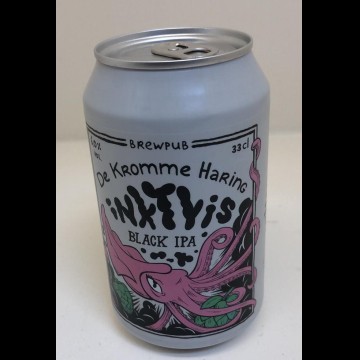 BREWPUB
33cl
De Kromme Haring
iNKTViS
BLACK IPA